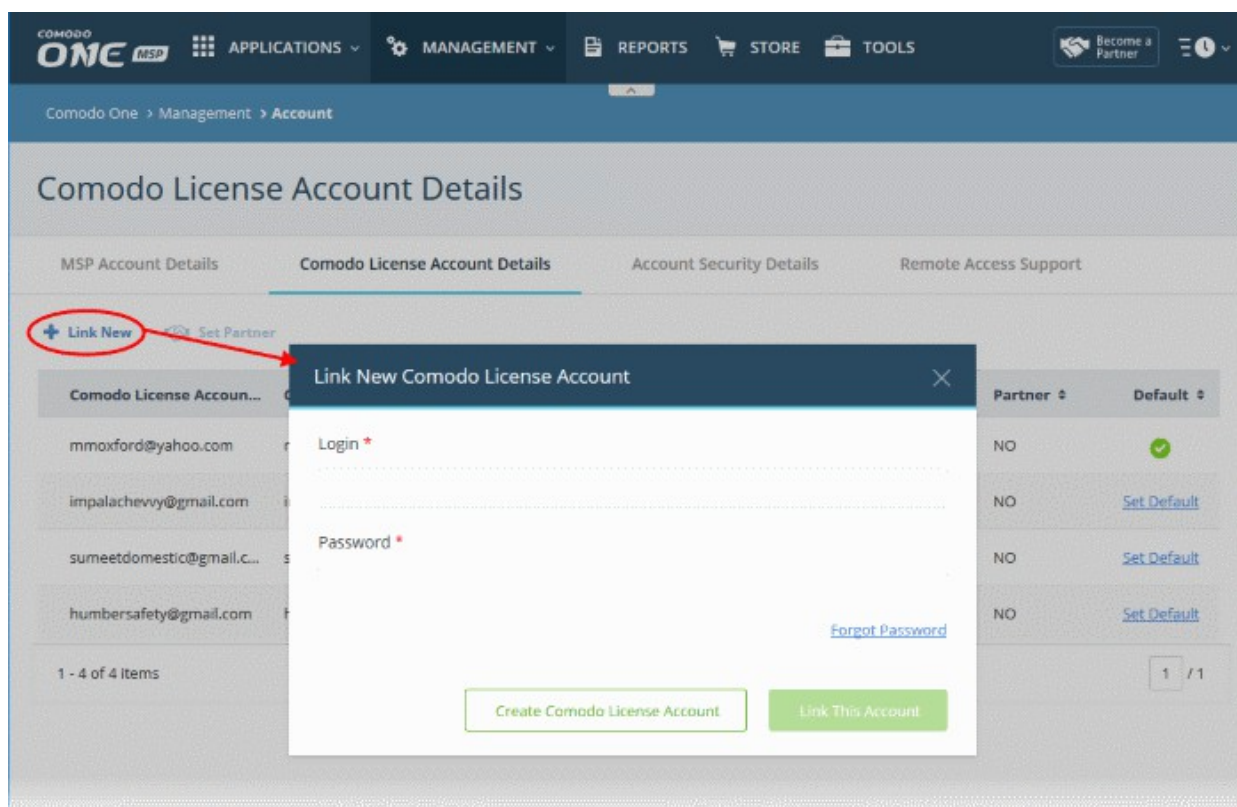 COMODO
ONE MSP APPLICATIONS MANAGEMENT REPORTS STORE TOOLS Become a Partner
Comodo One > Management > Account
Comodo License Account Details
MSP Account Details Comodo License Account Details Account Security Details Remote Access Support
Link New Set Partner
Link New Comodo License Account
Comodo License Accoun... Partner Default
Login *
mmoxford@yahoo.com NO
impalachevvy@gmail.com NO Set Default
Password *
sumeetdomestic@gmail.c... NO Set Default
humbersafety@gmail.com NO Set Default
Forgot Password
1 - 4 of 4 items 1 / 1
Create Comodo License Account Link This Account